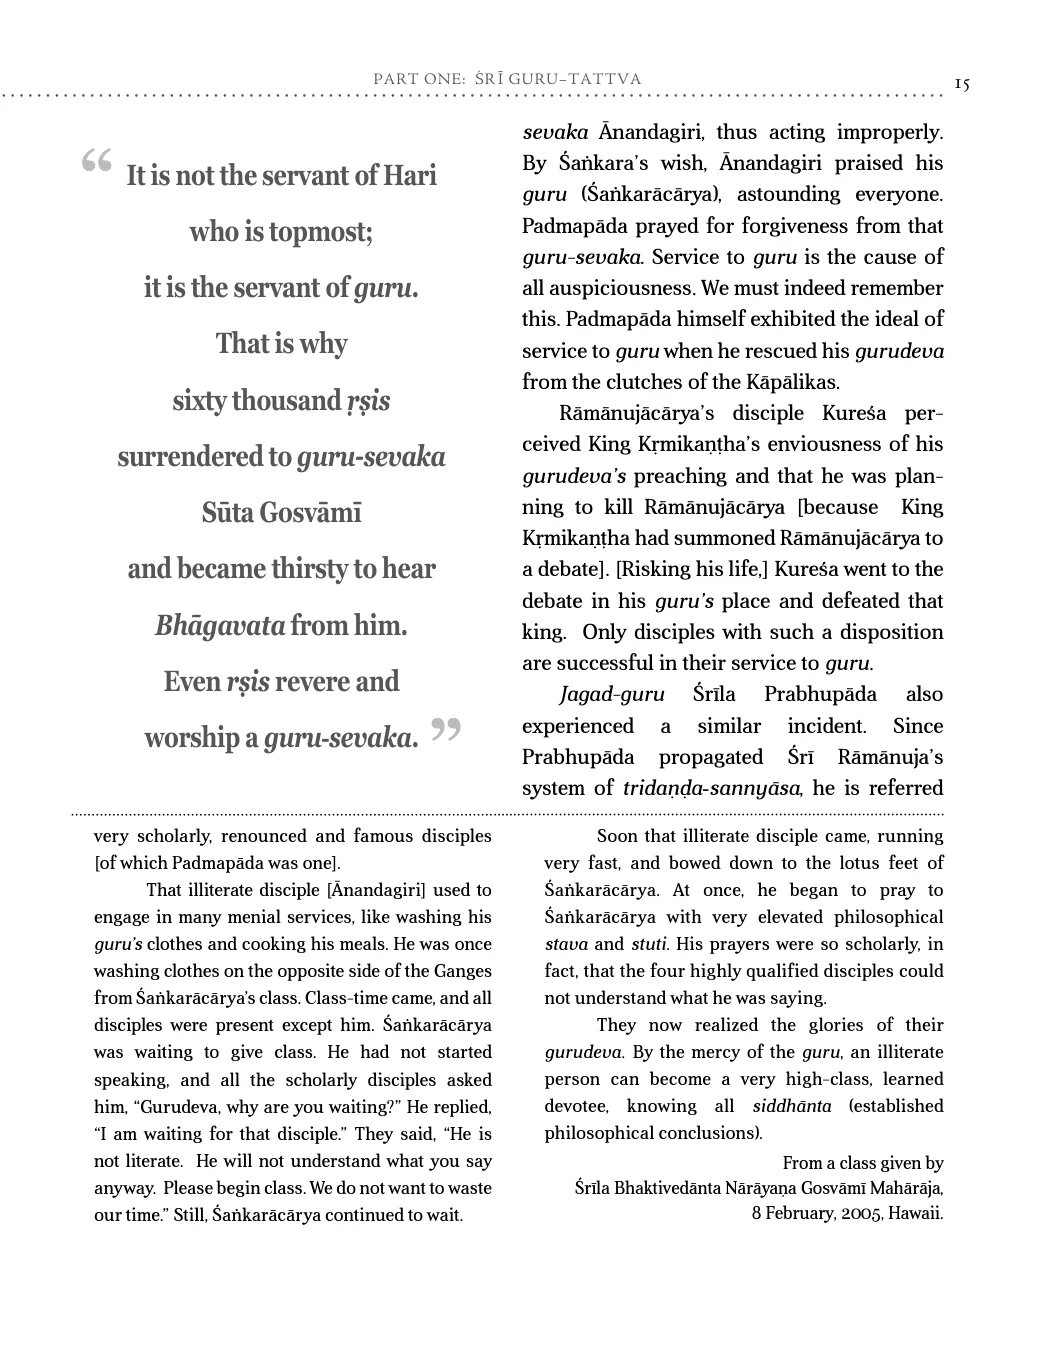 PART ONE: ŚRĪ GURU-TATTVA
15
“ It is not the servant of Hari
who is topmost;
it is the servant of guru.
That is why
sixty thousand ṛṣis
surrendered to guru-sevaka
Sūta Gosvāmī
and became thirsty to hear
Bhāgavata from him.
Even ṛṣis revere and
worship a guru-sevaka. ”
sevaka Ānandagiri, thus acting improperly.
By Śaṅkara’s wish, Ānandagiri praised his
guru (Śaṅkarācārya), astounding everyone.
Padmapāda prayed for forgiveness from that
guru-sevaka. Service to guru is the cause of
all auspiciousness. We must indeed remember
this. Padmapāda himself exhibited the ideal of
service to guru when he rescued his gurudeva
from the clutches of the Kāpālikas.
Rāmānujācārya’s disciple Kureśa per-
ceived King Kṛmikaṇṭha’s enviousness of his
gurudeva’s preaching and that he was plan-
ning to kill Rāmānujācārya [because King
Kṛmikaṇṭha had summoned Rāmānujācārya to
a debate]. [Risking his life,] Kureśa went to the
debate in his guru’s place and defeated that
king. Only disciples with such a disposition
are successful in their service to guru.
Jagad-guru Śrīla Prabhupāda also
experienced a similar incident. Since
Prabhupāda propagated Śrī Rāmānuja’s
system of tridaṇḍa-sannyāsa, he is referred
very scholarly, renounced and famous disciples
[of which Padmapāda was one].
That illiterate disciple [Ānandagiri] used to
engage in many menial services, like washing his
guru’s clothes and cooking his meals. He was once
washing clothes on the opposite side of the Ganges
from Śaṅkarācārya’s class. Class-time came, and all
disciples were present except him. Śaṅkarācārya
was waiting to give class. He had not started
speaking, and all the scholarly disciples asked
him, “Gurudeva, why are you waiting?” He replied,
“I am waiting for that disciple.” They said, “He is
not literate. He will not understand what you say
anyway. Please begin class. We do not want to waste
our time.” Still, Śaṅkarācārya continued to wait.
Soon that illiterate disciple came, running
very fast, and bowed down to the lotus feet of
Śaṅkarācārya. At once, he began to pray to
Śaṅkarācārya with very elevated philosophical
stava and stuti. His prayers were so scholarly, in
fact, that the four highly qualified disciples could
not understand what he was saying.
They now realized the glories of their
gurudeva. By the mercy of the guru, an illiterate
person can become a very high-class, learned
devotee, knowing all siddhānta (established
philosophical conclusions).
From a class given by
Śrīla Bhaktivedānta Nārāyaṇa Gosvāmī Mahārāja,
8 February, 2005, Hawaii.